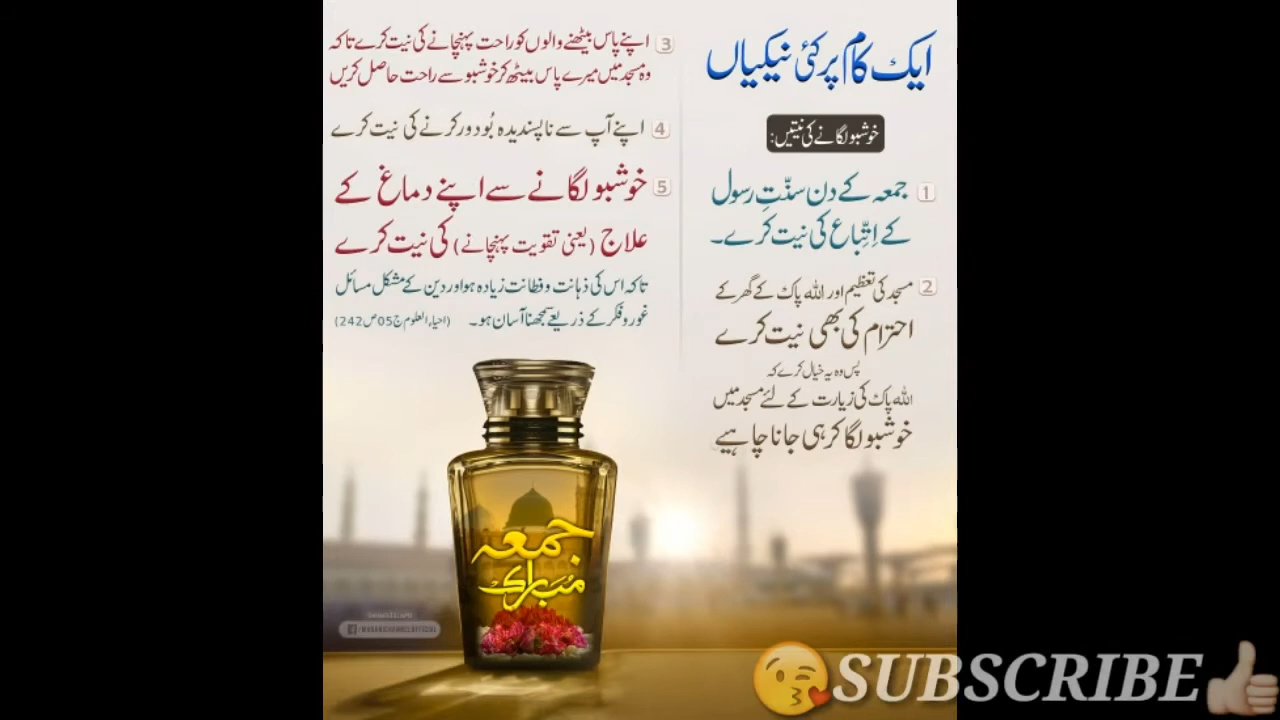 ایک کام پر کئی نیکیاں
خوشبو لگانے کی نیتیں:
1 جمعہ کے دن سنّتِ رسول
کے اِتّباع کی نیت کرے۔
2 مسجد کی تعظیم اور اللہ پاک کے گھر کے
احترام کی بھی نیت کرے
پس وہ یہ خیال کرے کہ
اللہ پاک کی زیارت کے لئے مسجد میں
خوشبو لگا کر ہی جانا چاہیے
3 اپنے پاس بیٹھنے والوں کو راحت پہنچانے کی نیت کرے تاکہ
وہ مسجد میں میرے پاس بیٹھ کر خوشبو سے راحت حاصل کریں
4 اپنے آپ سے ناپسندیدہ بُو دور کرنے کی نیت کرے
5 خوشبو لگانے سے اپنے دماغ کے
علاج (یعنی تقویت پہنچانے) کی نیت کرے
تاکہ اس کی ذہانت و فطانت زیادہ ہو اور دین کے مشکل مسائل
غور و فکر کے ذریعے سمجھنا آسان ہو۔ (احیاء العلوم ج05 ص242)
جمعہ
مُبارک
/MADANICHANNELOFFICIAL
SUBSCRIBE